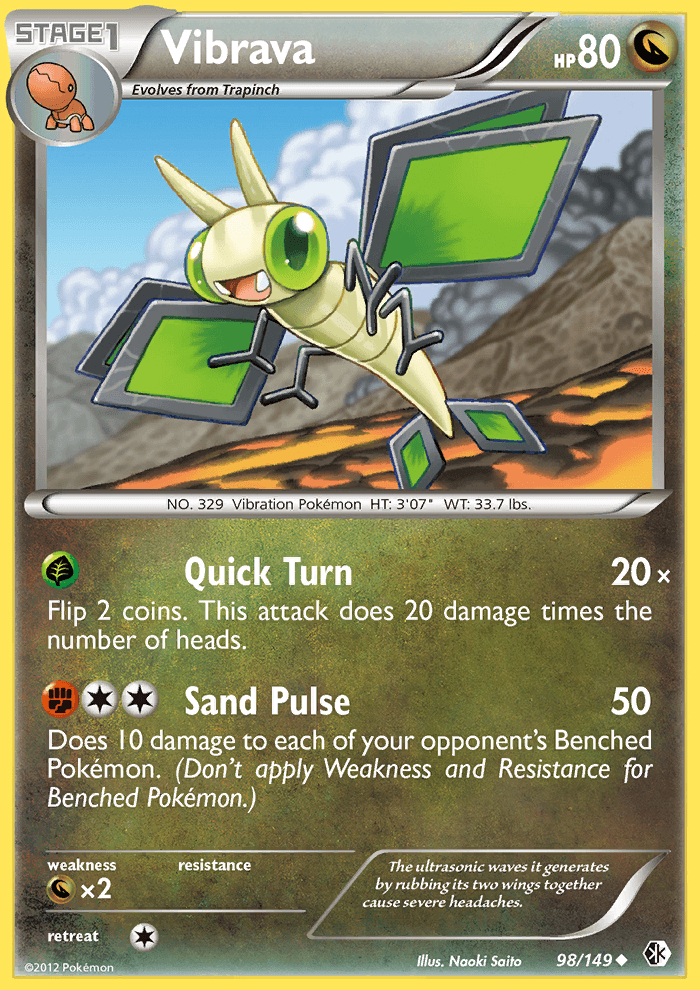 STAGE1
Vibrava
HP80
Evolves from Trapinch
NO. 329 Vibration Pokémon HT: 3'07" WT: 33.7 lbs.
Quick Turn 20×
Flip 2 coins. This attack does 20 damage times the
number of heads.
Sand Pulse 50
Does 10 damage to each of your opponent's Benched
Pokémon. (Don't apply Weakness and Resistance for
Benched Pokémon.)
weakness resistance
×2
The ultrasonic waves it generates
by rubbing its two wings together
cause severe headaches.
retreat
©2012 Pokémon
Illus. Naoki Saito 98/149